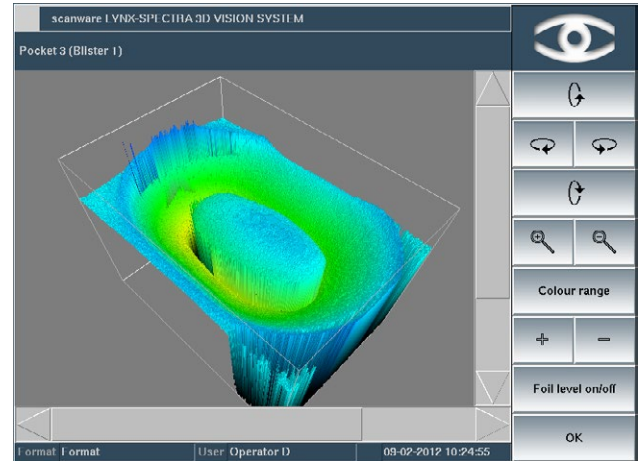 scanware LYNX-SPECTRA 3D VISION SYSTEM
Pocket 3 (Blister 1)
Colour range
+ −
Foil level on/off
OK
Format Format User Operator D 09-02-2012 10:24:55